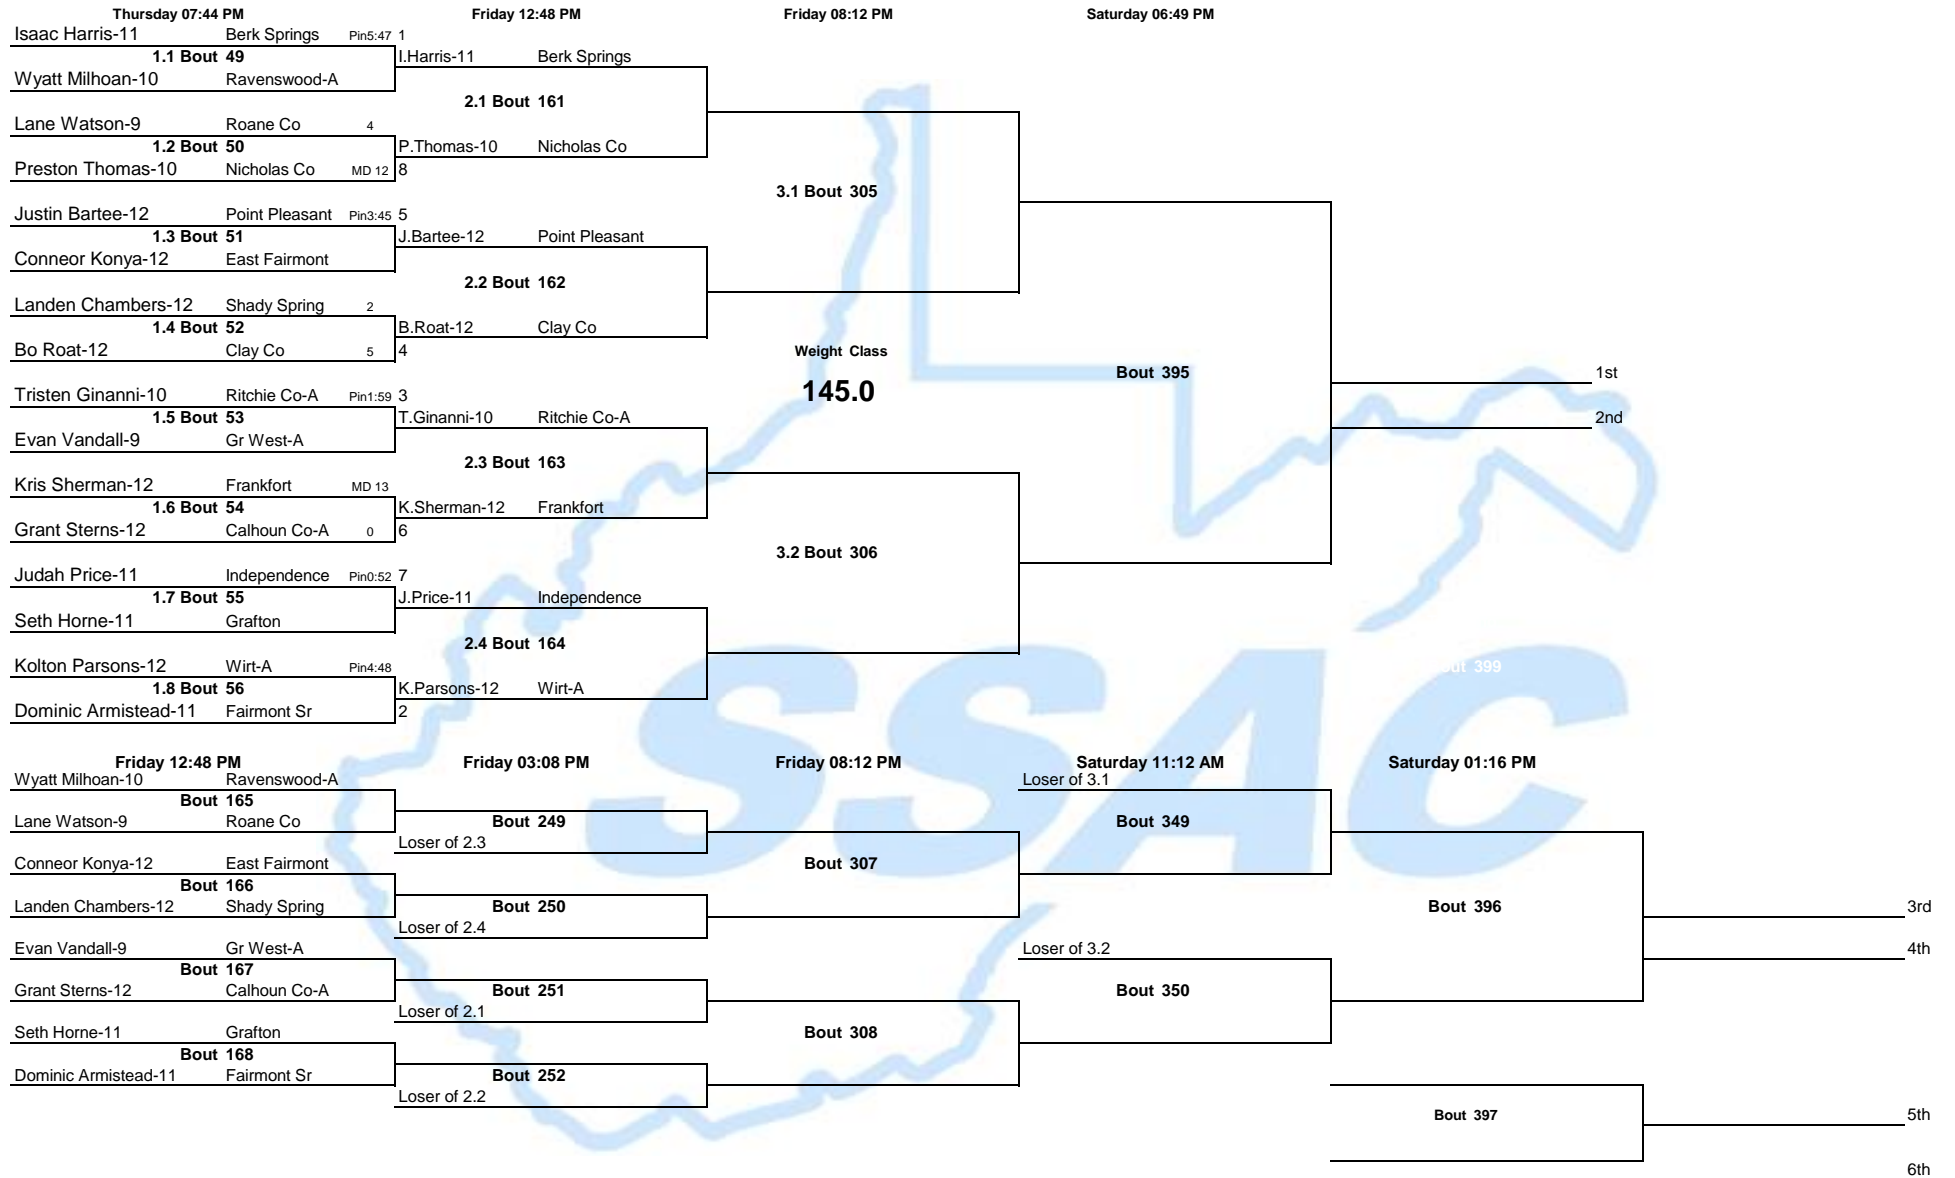 Thursday 07:44 PM Friday 12:48 PM Friday 08:12 PM Saturday 06:49 PM
Isaac Harris-11 Berk Springs Pin5:47 1
1.1 Bout 49 I.Harris-11 Berk Springs
Wyatt Milhoan-10 Ravenswood-A
2.1 Bout 161
Lane Watson-9 Roane Co 4
1.2 Bout 50 P.Thomas-10 Nicholas Co
Preston Thomas-10 Nicholas Co MD 12 8
3.1 Bout 305
Justin Bartee-12 Point Pleasant Pin3:45 5
1.3 Bout 51 J.Bartee-12 Point Pleasant
Conneor Konya-12 East Fairmont
2.2 Bout 162
Landen Chambers-12 Shady Spring 2
1.4 Bout 52 B.Roat-12 Clay Co
Bo Roat-12 Clay Co 5 4
Weight Class
Bout 395 1st
145.0
Tristen Ginanni-10 Ritchie Co-A Pin1:59 3
1.5 Bout 53 T.Ginanni-10 Ritchie Co-A 2nd
Evan Vandall-9 Gr West-A
2.3 Bout 163
Kris Sherman-12 Frankfort MD 13
1.6 Bout 54 K.Sherman-12 Frankfort
Grant Sterns-12 Calhoun Co-A 0 6
3.2 Bout 306
Judah Price-11 Independence Pin0:52 7
1.7 Bout 55 J.Price-11 Independence
Seth Horne-11 Grafton
2.4 Bout 164
Kolton Parsons-12 Wirt-A Pin4:48
399
1.8 Bout 56 K.Parsons-12 Wirt-A
Dominic Armistead-11 Fairmont Sr 2
SSAC
Friday 12:48 PM Friday 03:08 PM Friday 08:12 PM Saturday 11:12 AM Saturday 01:16 PM
Wyatt Milhoan-10 Ravenswood-A Loser of 3.1
Bout 165
Lane Watson-9 Roane Co Bout 249 Bout 349
Loser of 2.3
Conneor Konya-12 East Fairmont Bout 307
Bout 166
Landen Chambers-12 Shady Spring Bout 250 Bout 396 3rd
Loser of 2.4
Evan Vandall-9 Gr West-A Loser of 3.2 4th
Bout 167
Grant Sterns-12 Calhoun Co-A Bout 251 Bout 350
Loser of 2.1
Seth Horne-11 Grafton Bout 308
Bout 168
Dominic Armistead-11 Fairmont Sr Bout 252
Loser of 2.2
Bout 397 5th
6th